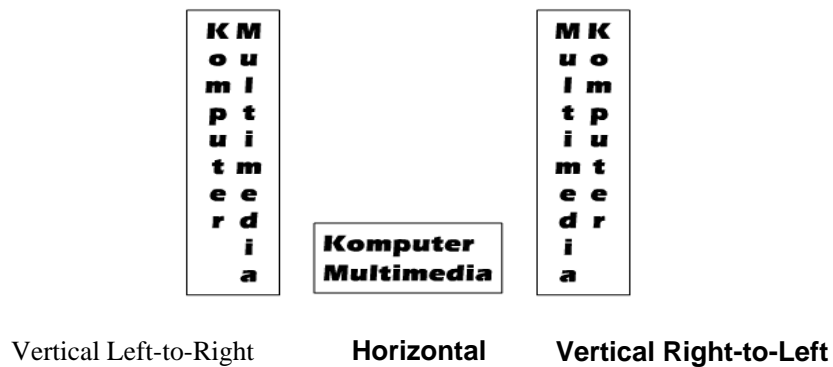 Komputer
Multimedia
Komputer
Multimedia
Komputer
Multimedia
Vertical Left-to-Right
Horizontal
Vertical Right-to-Left